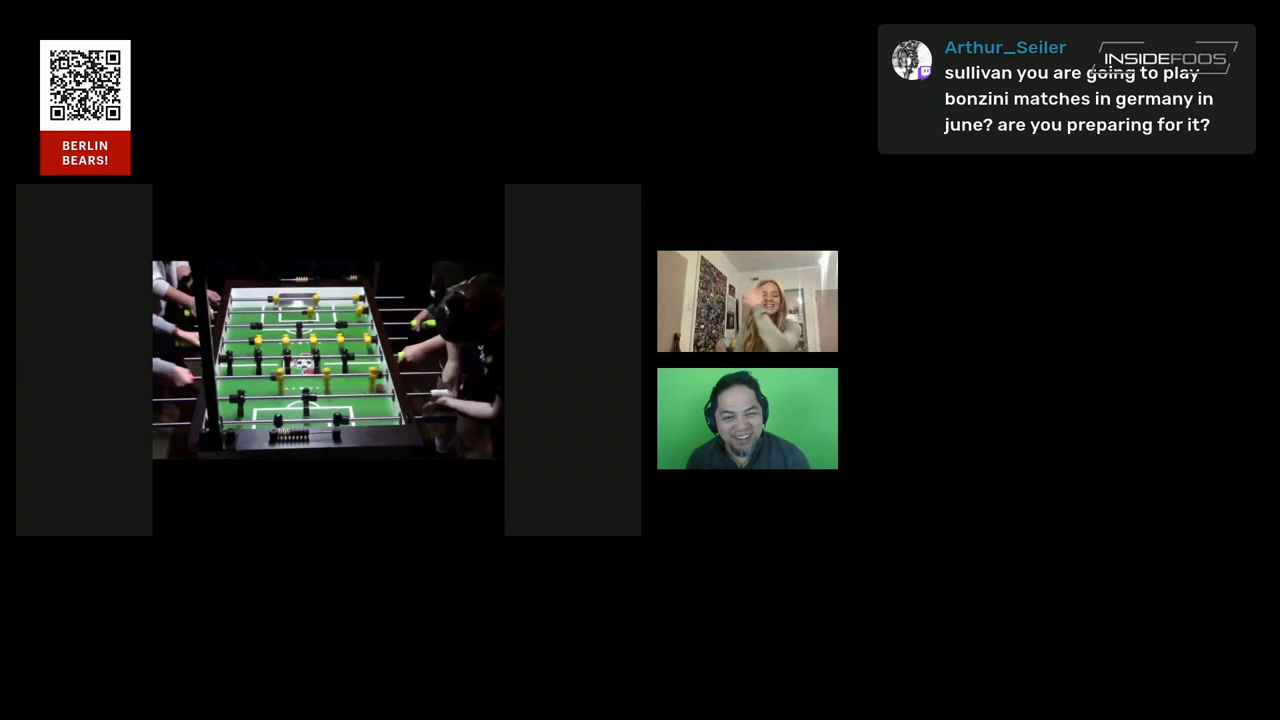 BERLIN
BEARS!
Arthur_Seiler
INSIDEFOOS
sullivan you are going to play
bonzini matches in germany in
june? are you preparing for it?